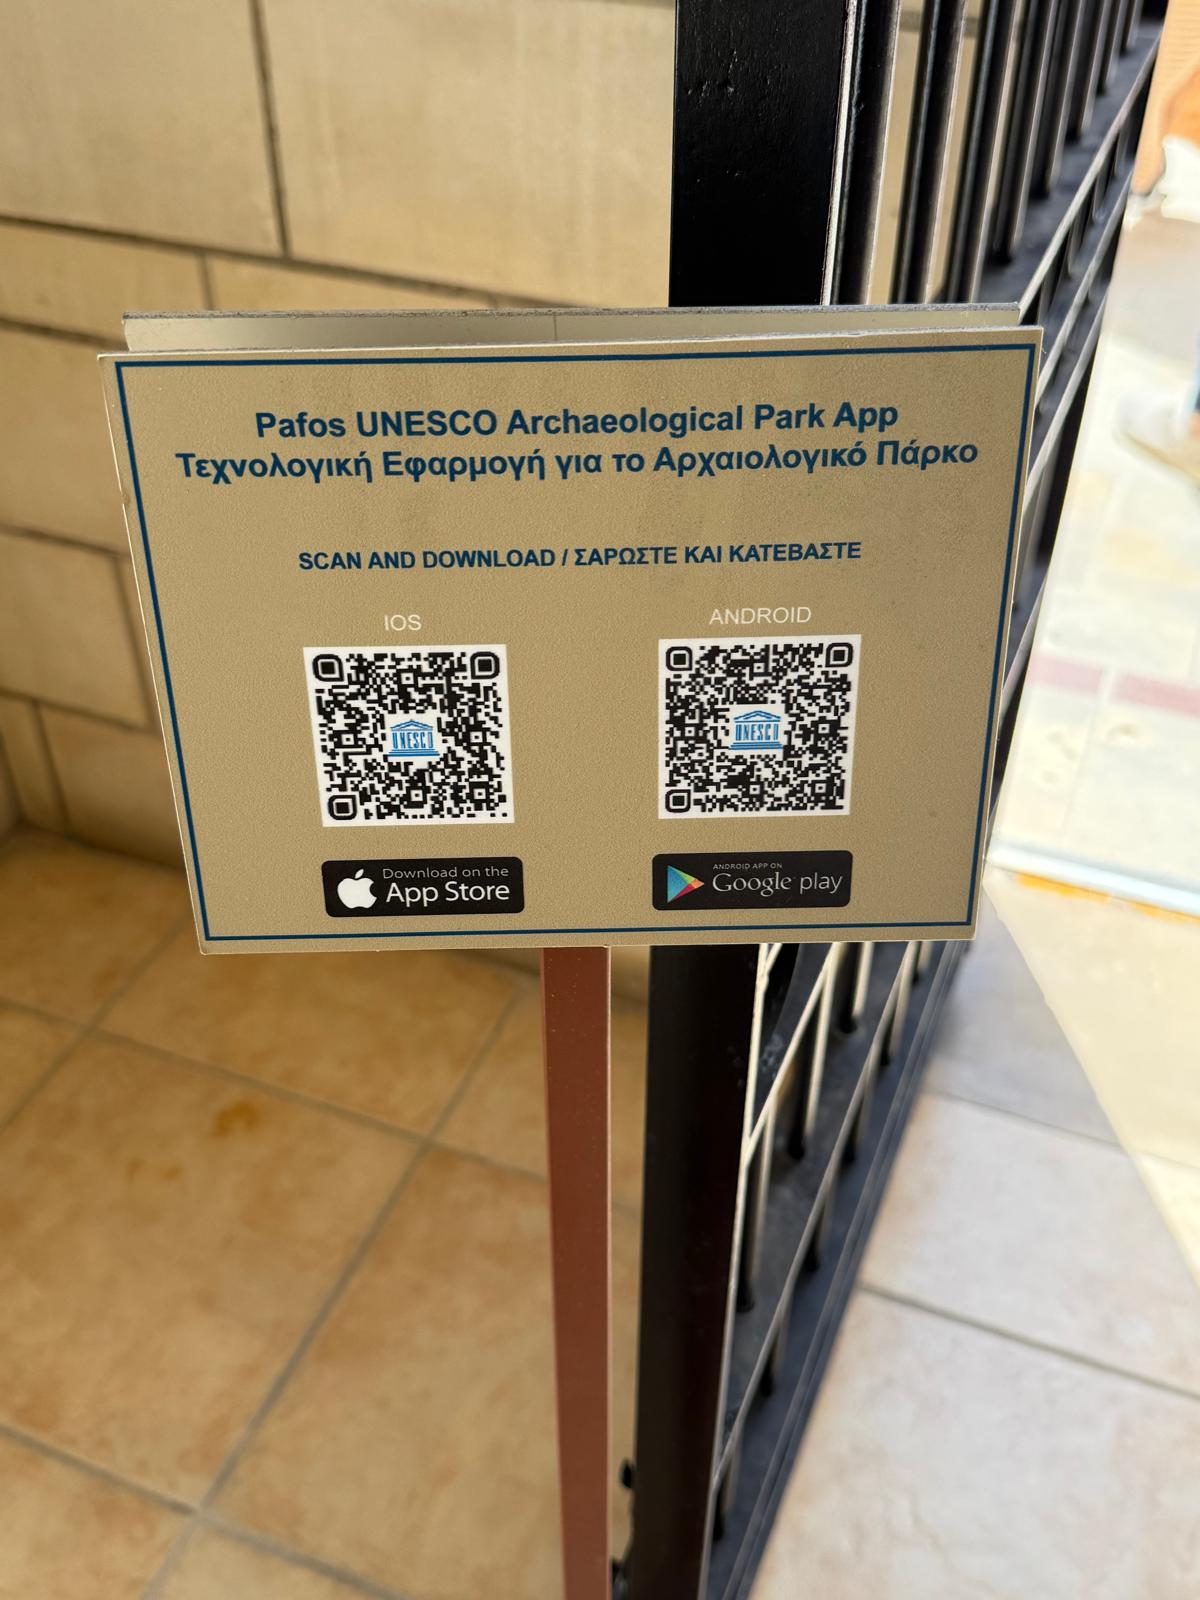 Pafos UNESCO Archaeological Park App
Τεχνολογική Εφαρμογή για το Αρχαιολογικό Πάρκο
SCAN AND DOWNLOAD / ΣΑΡΩΣΤΕ ΚΑΙ ΚΑΤΕΒΑΣΤΕ
IOS
ANDROID
UNESCO
UNESCO
Download on the
App Store
ANDROID APP ON
Google play